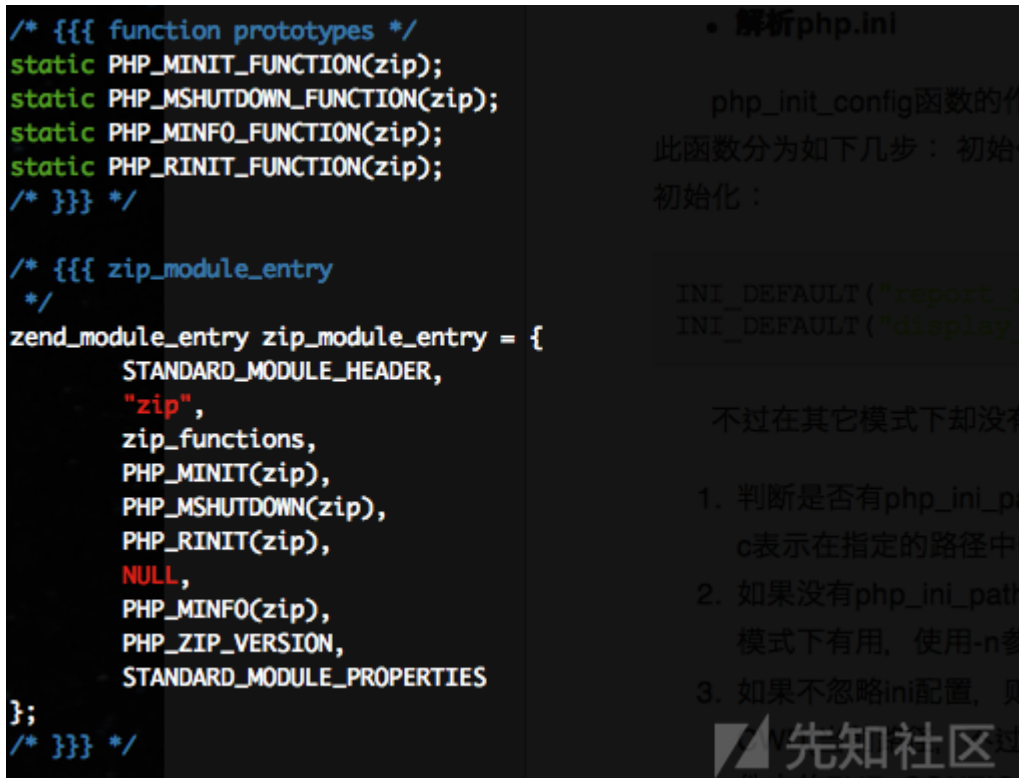 /* {{{ function prototypes */
static PHP_MINIT_FUNCTION(zip);
static PHP_MSHUTDOWN_FUNCTION(zip);
static PHP_MINFO_FUNCTION(zip);
static PHP_RINIT_FUNCTION(zip);
/* }}} */
/* {{{ zip_module_entry
*/
zend_module_entry zip_module_entry = {
STANDARD_MODULE_HEADER,
"zip",
zip_functions,
PHP_MINIT(zip),
PHP_MSHUTDOWN(zip),
PHP_RINIT(zip),
NULL,
PHP_MINFO(zip),
PHP_ZIP_VERSION,
STANDARD_MODULE_PROPERTIES
};
/* }}} */
• 解析php.ini
php_init_config函数的
此函数分为如下几步：初始
初始化：
INI_DEFAULT("report_
INI_DEFAULT("display_
不过在其它模式下却没有
1. 判断是否有php_ini_pa
c表示在指定的路径中
2. 如果没有php_ini_path
模式下有用，使用-n参
3. 如果不忽略ini配置，则
先知社区